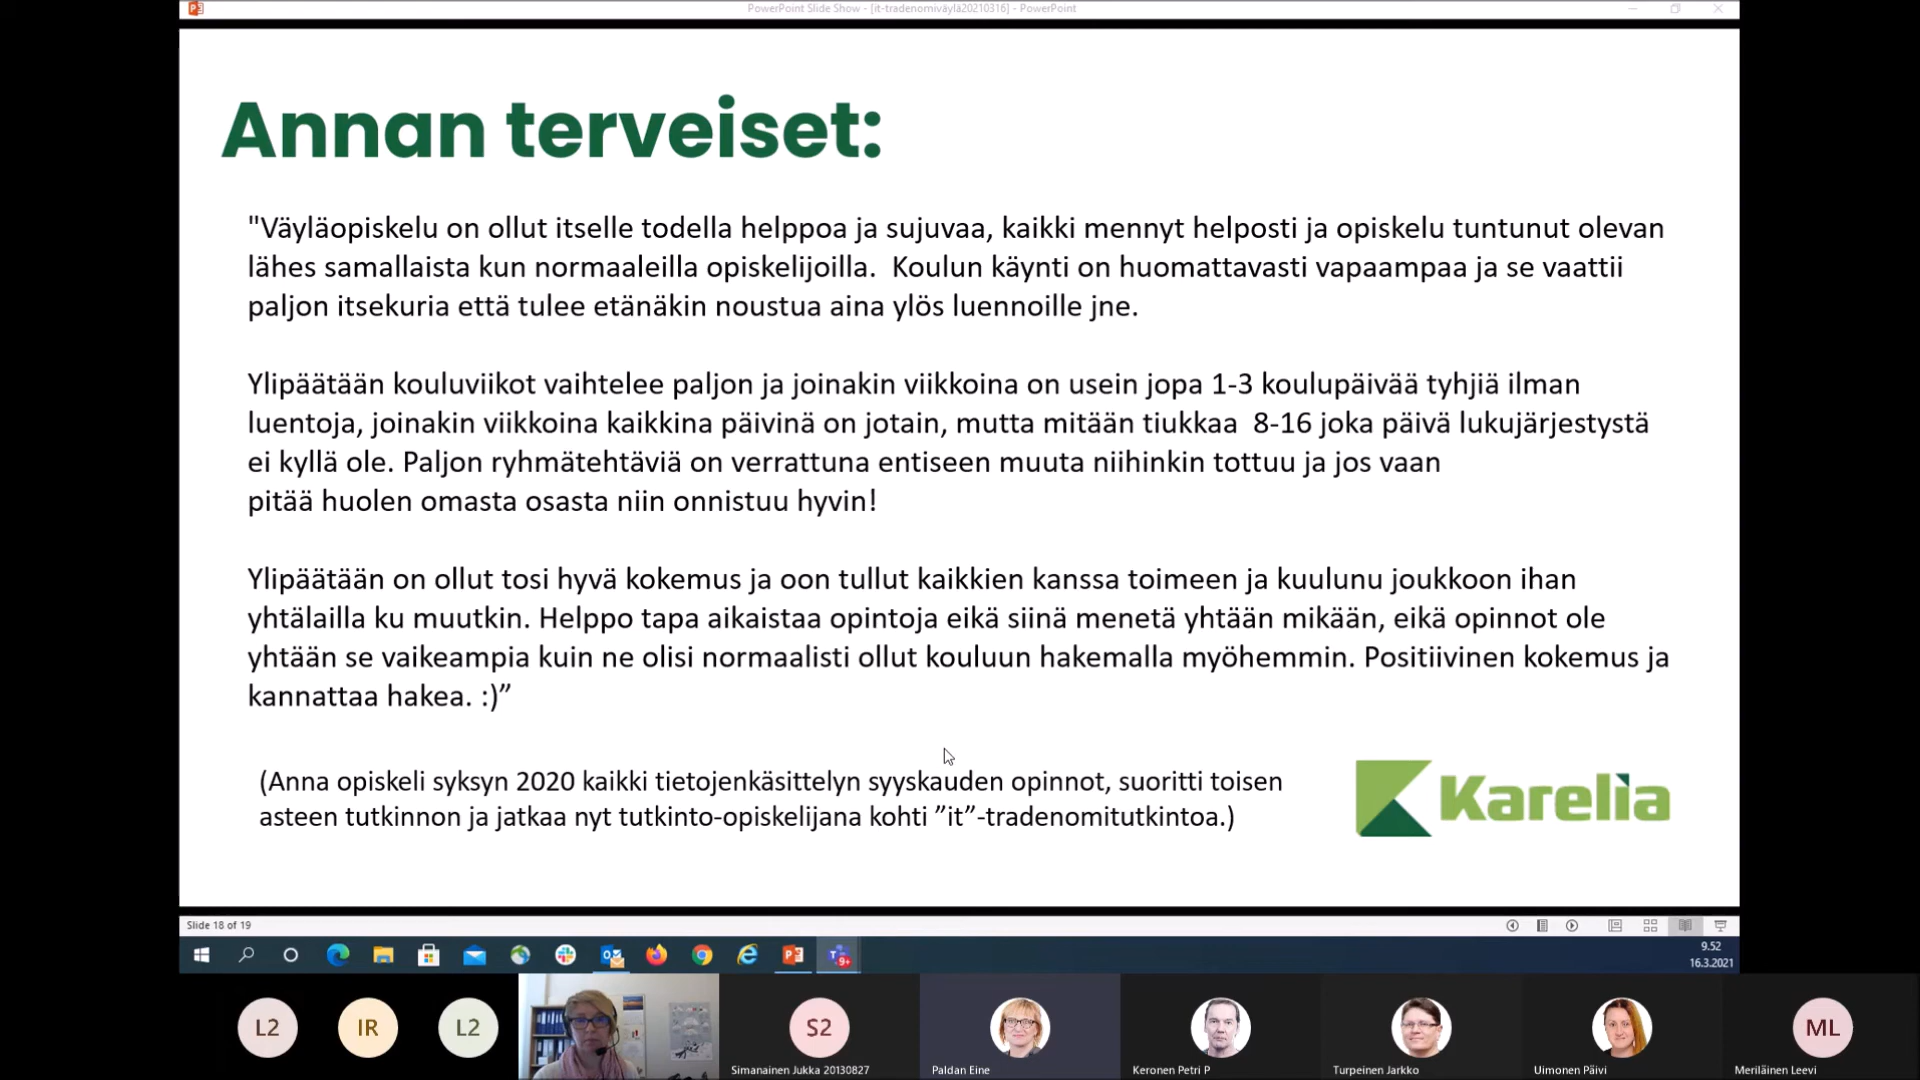 PowerPoint Slide Show - [it-tradenomiväylä20210316] - PowerPoint
Annan terveiset:
"Väyläopiskelu on ollut itselle todella helppoa ja sujuvaa, kaikki mennyt helposti ja opiskelu tuntunut olevan
lähes samallaista kun normaaleilla opiskelijoilla.  Koulun käynti on huomattavasti vapaampaa ja se vaattii
paljon itsekuria että tulee etänäkin noustua aina ylös luennoille jne.
Ylipäätään kouluviikot vaihtelee paljon ja joinakin viikkoina on usein jopa 1-3 koulupäivää tyhjiä ilman
luentoja, joinakin viikkoina kaikkina päivinä on jotain, mutta mitään tiukkaa  8-16 joka päivä lukujärjestystä
ei kyllä ole. Paljon ryhmätehtäviä on verrattuna entiseen muuta niihinkin tottuu ja jos vaan
pitää huolen omasta osasta niin onnistuu hyvin!
Ylipäätään on ollut tosi hyvä kokemus ja oon tullut kaikkien kanssa toimeen ja kuulunu joukkoon ihan
yhtälailla ku muutkin. Helppo tapa aikaistaa opintoja eikä siinä menetä yhtään mikään, eikä opinnot ole
yhtään se vaikeampia kuin ne olisi normaalisti ollut kouluun hakemalla myöhemmin. Positiivinen kokemus ja
kannattaa hakea. :)”
(Anna opiskeli syksyn 2020 kaikki tietojenkäsittelyn syyskauden opinnot, suoritti toisen
asteen tutkinnon ja jatkaa nyt tutkinto-opiskelijana kohti ”it”-tradenomitutkintoa.)
Karelia
Slide 18 of 19
9.52
16.3.2021
L2 IR L2 S2 ML
Simanainen Jukka 20130827 Paldan Eine Keronen Petri P Turpeinen Jarkko Uimonen Päivi Meriläinen Leevi